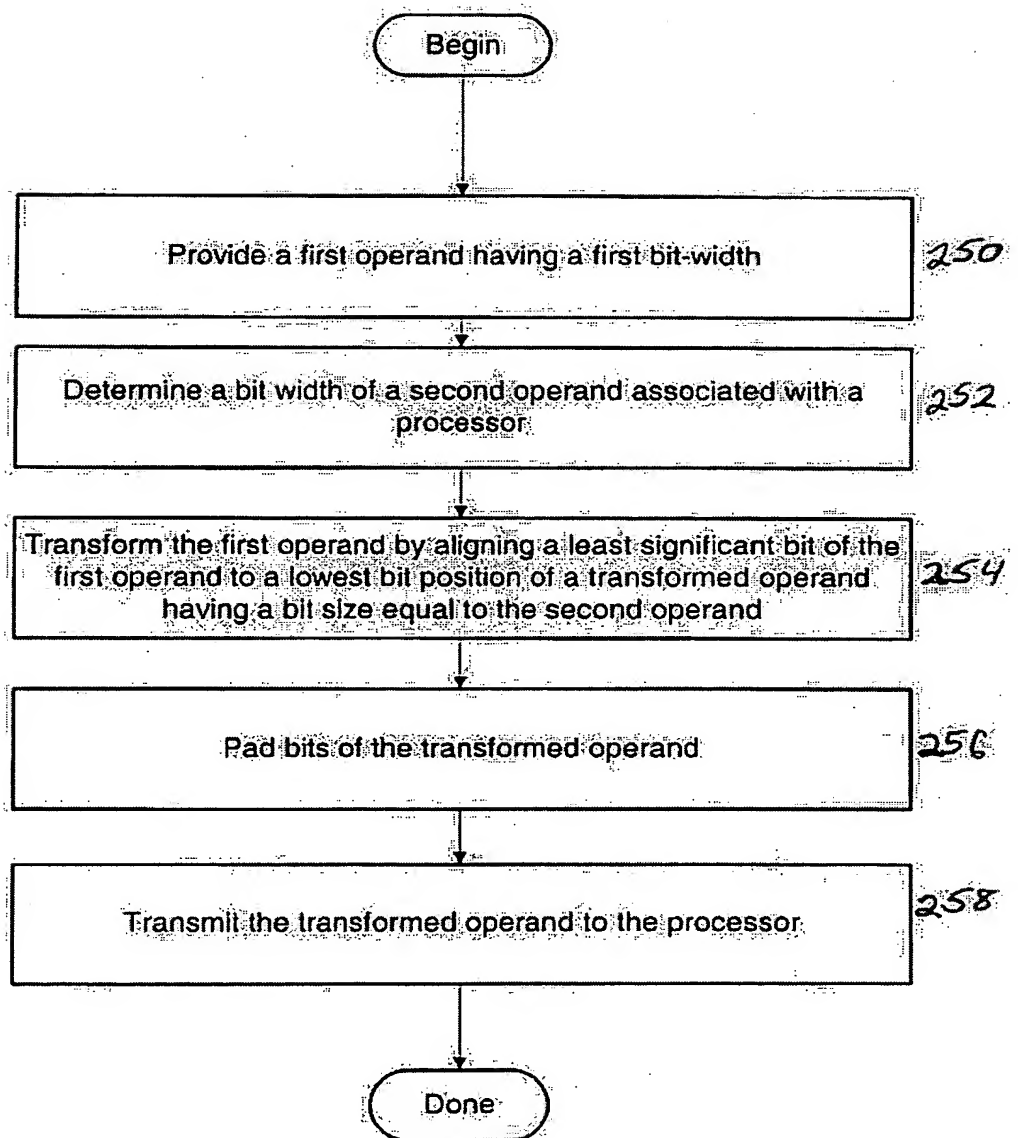 Begin
Provide a first operand having a first bit-width
250
Determine a bit width of a second operand associated with a
processor
252
Transform the first operand by aligning a least significant bit of the
first operand to a lowest bit position of a transformed operand
having a bit size equal to the second operand
254
Pad bits of the transformed operand
256
Transmit the transformed operand to the processor
258
Done